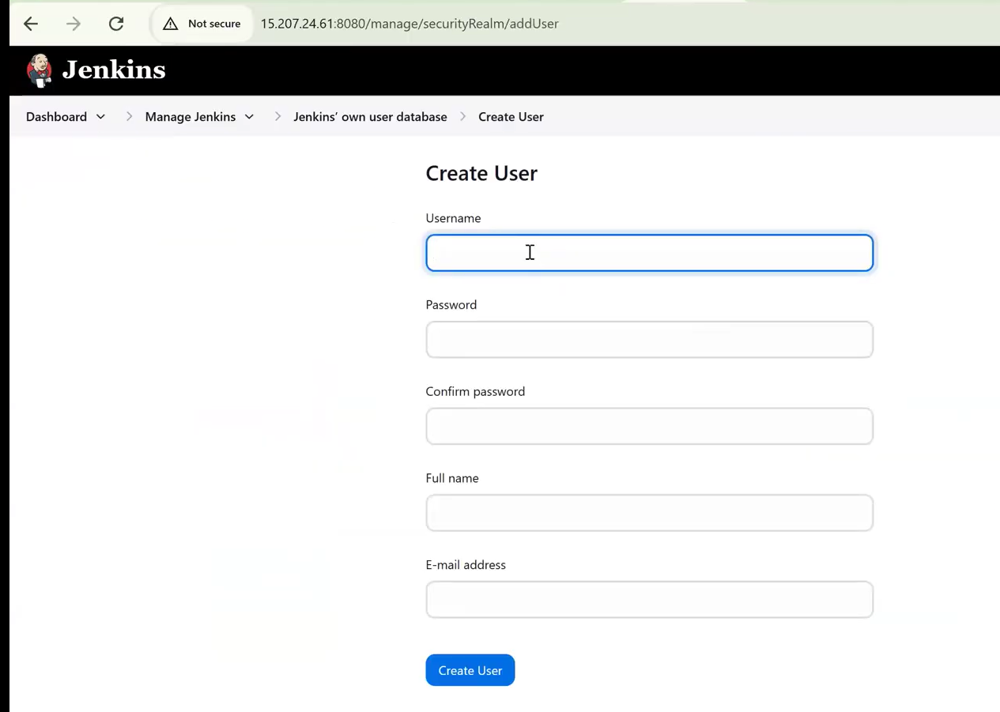 Not secure 15.207.24.61:8080/manage/securityRealm/addUser
Jenkins
Dashboard Manage Jenkins Jenkins’ own user database Create User
Create User
Username
Password
Confirm password
Full name
E-mail address
Create User